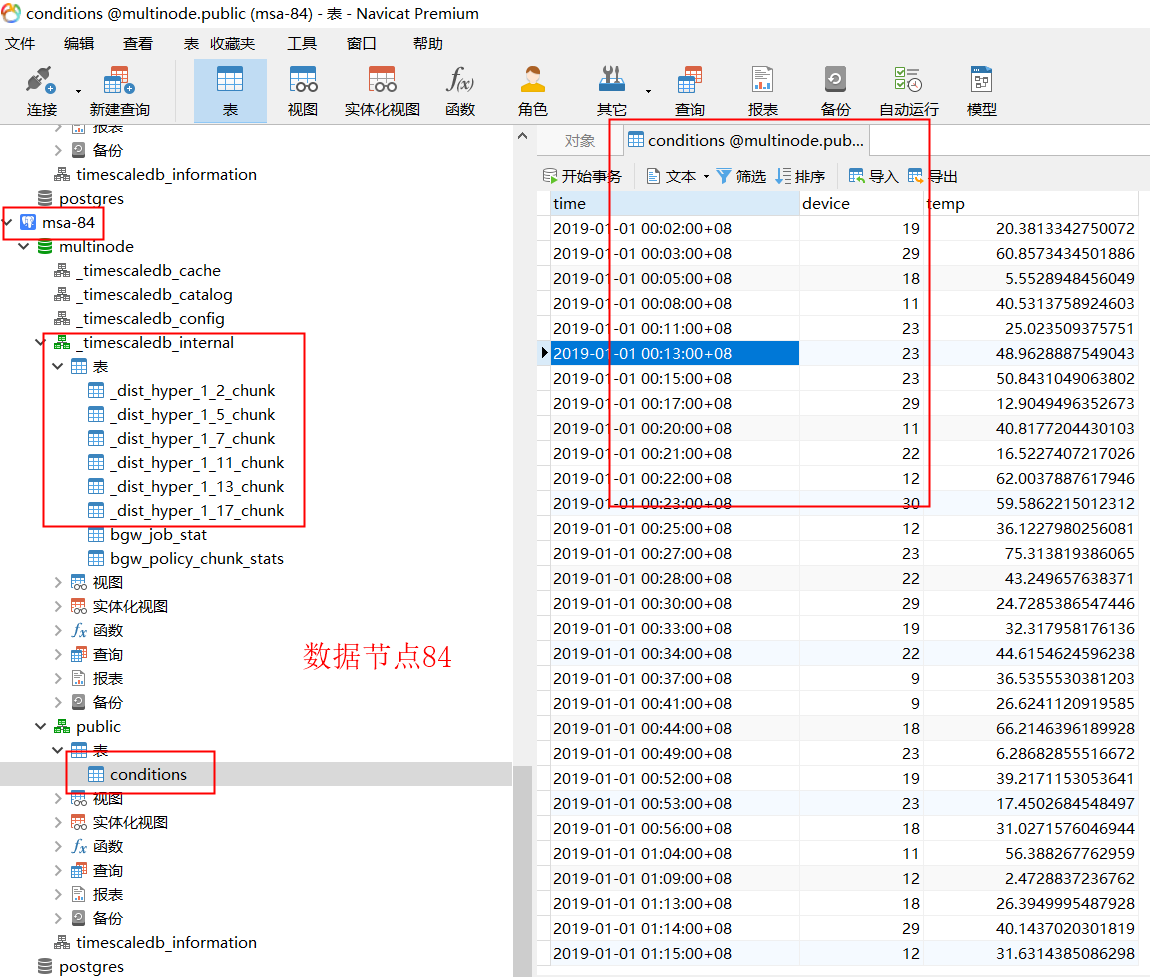 conditions @multinode.public (msa-84) - 表 - Navicat Premium
文件 编辑 查看 表 收藏夹 工具 窗口 帮助
连接 新建查询 表 视图 实体化视图 函数 角色 其它 查询 报表 备份 自动运行 模型
报表
备份
timescaledb_information
postgres
msa-84
multinode
_timescaledb_cache
_timescaledb_catalog
_timescaledb_config
_timescaledb_internal
表
_dist_hyper_1_2_chunk
_dist_hyper_1_5_chunk
_dist_hyper_1_7_chunk
_dist_hyper_1_11_chunk
_dist_hyper_1_13_chunk
_dist_hyper_1_17_chunk
bgw_job_stat
bgw_policy_chunk_stats
视图
实体化视图
函数
查询
报表
备份
public
表
conditions
视图
实体化视图
函数
查询
报表
备份
timescaledb_information
postgres
数据节点84
对象 conditions @multinode.pub...
开始事务 文本 筛选 排序 导入 导出
time device temp
2019-01-01 00:02:00+08 19 20.3813342750072
2019-01-01 00:03:00+08 29 60.8573434501886
2019-01-01 00:05:00+08 18 5.5528948456049
2019-01-01 00:08:00+08 11 40.5313758924603
2019-01-01 00:11:00+08 23 25.023509375751
2019-01-01 00:13:00+08 23 48.9628887549043
2019-01-01 00:15:00+08 23 50.8431049063802
2019-01-01 00:17:00+08 29 12.9049496352673
2019-01-01 00:20:00+08 11 40.8177204430103
2019-01-01 00:21:00+08 22 16.5227407217026
2019-01-01 00:22:00+08 12 62.0037887617946
2019-01-01 00:23:00+08 30 59.5862215012312
2019-01-01 00:25:00+08 12 36.1227980256081
2019-01-01 00:27:00+08 23 75.313819386065
2019-01-01 00:28:00+08 22 43.249657638371
2019-01-01 00:30:00+08 29 24.7285386547446
2019-01-01 00:33:00+08 19 32.317958176136
2019-01-01 00:34:00+08 22 44.6154624596238
2019-01-01 00:37:00+08 9 36.5355530381203
2019-01-01 00:41:00+08 9 26.6241120919585
2019-01-01 00:44:00+08 18 66.2146396189928
2019-01-01 00:49:00+08 23 6.28682855516672
2019-01-01 00:52:00+08 19 39.2171153053641
2019-01-01 00:53:00+08 23 17.4502684548497
2019-01-01 00:56:00+08 18 31.0271576046944
2019-01-01 01:04:00+08 11 56.388267762959
2019-01-01 01:09:00+08 12 2.4728837236762
2019-01-01 01:13:00+08 18 26.3949995487928
2019-01-01 01:14:00+08 29 40.1437020301819
2019-01-01 01:15:00+08 12 31.6314385086298